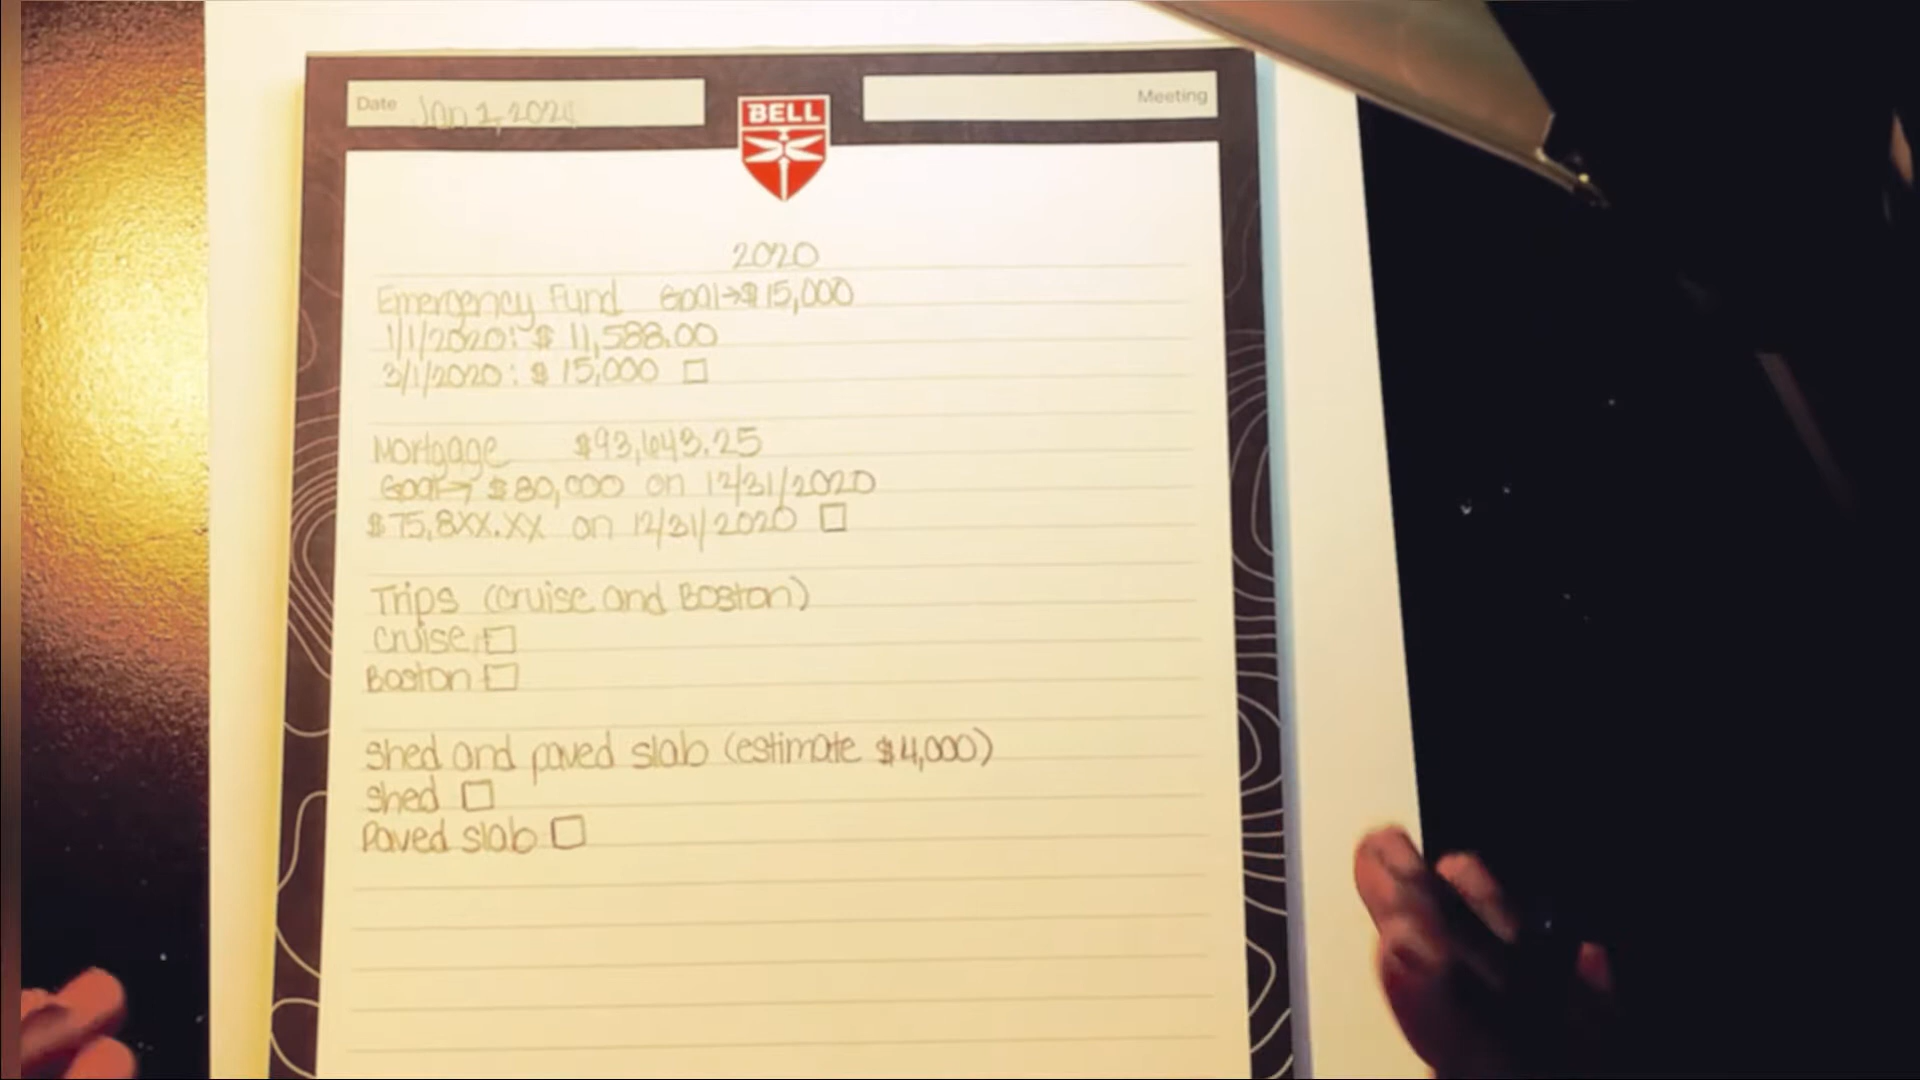 Date Jan 1, 2024
BELL
Meeting
2020
Emergency Fund Goal→$15,000
1/1/2020: $ 11,588.00
3/1/2020: $ 15,000 □
Mortgage $93,643.25
Goal→ $80,000 on 12/31/2020
$75,8XX.XX on 12/31/2020 □
Trips (cruise and Boston)
Cruise □
Boston □
Shed and paved slab (estimate $4,000)
Shed □
Paved slab □